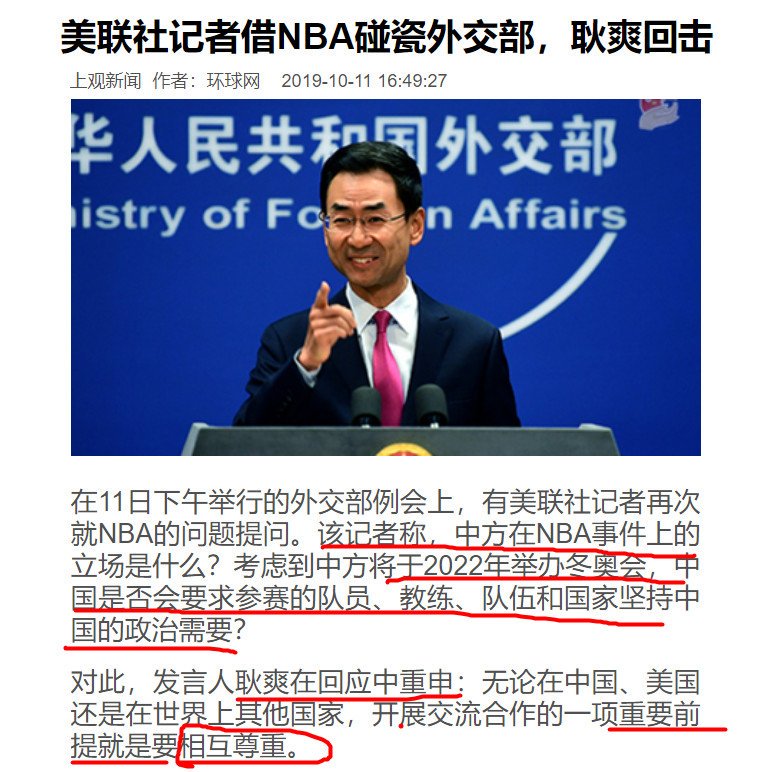 美联社记者借NBA碰瓷外交部，耿爽回击
上观新闻 作者：环球网 2019-10-11 16:49:27
华人民共和国外交部
nistry of Foreign Affairs
在11日下午举行的外交部例会上，有美联社记者再次
就NBA的问题提问。该记者称，中方在NBA事件上的
立场是什么？考虑到中方将于2022年举办冬奥会，中
国是否会要求参赛的队员、教练、队伍和国家坚持中
国的政治需要？
对此，发言人耿爽在回应中重申：无论在中国、美国
还是在世界上其他国家，开展交流合作的一项重要前
提就是要相互尊重。